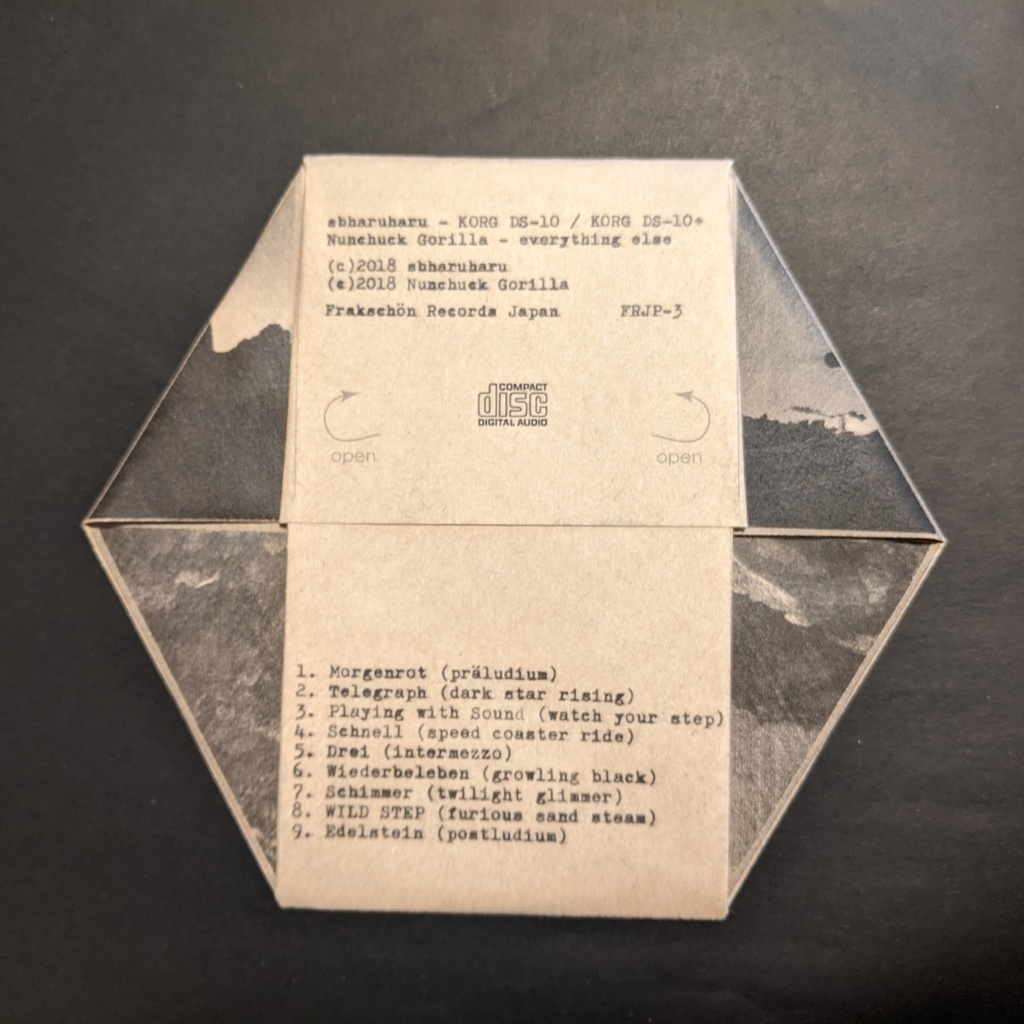 sbharuharu - KORG DS-10 / KORG DS-10+
Nunchuck Gorilla - everything else
(c)2018 sbharuharu
(c)2018 Nunchuck Gorilla
Frakschön Records Japan FRJP-3
COMPACT
disc
DIGITAL AUDIO
open open
1. Morgenrot (präludium)
2. Telegraph (dark star rising)
3. Playing with Sound (watch your step)
4. Schnell (speed coaster ride)
5. Drei (intermezzo)
6. Wiederbeleben (growling black)
7. Schimmer (twilight glimmer)
8. WILD STEP (furious sand steam)
9. Edelstein (postludium)